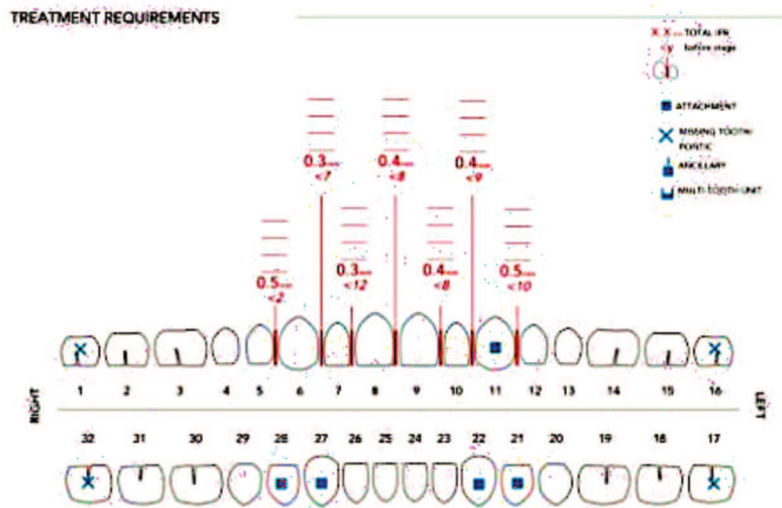 TREATMENT REQUIREMENTS
X.X mm TOTAL IPR
<y before stage
ATTACHMENT
MISSING TOOTH/
PONTIC
ANCILLARY
MULTI-TOOTH UNIT
0.3mm 0.4mm 0.4mm
<7 <8 <9
0.5mm 0.3mm 0.4mm 0.5mm
<2 <12 <8 <10
RIGHT
1 2 3 4 5 6 7 8 9 10 11 12 13 14 15 16
LEFT
32 31 30 29 28 27 26 25 24 23 22 21 20 19 18 17